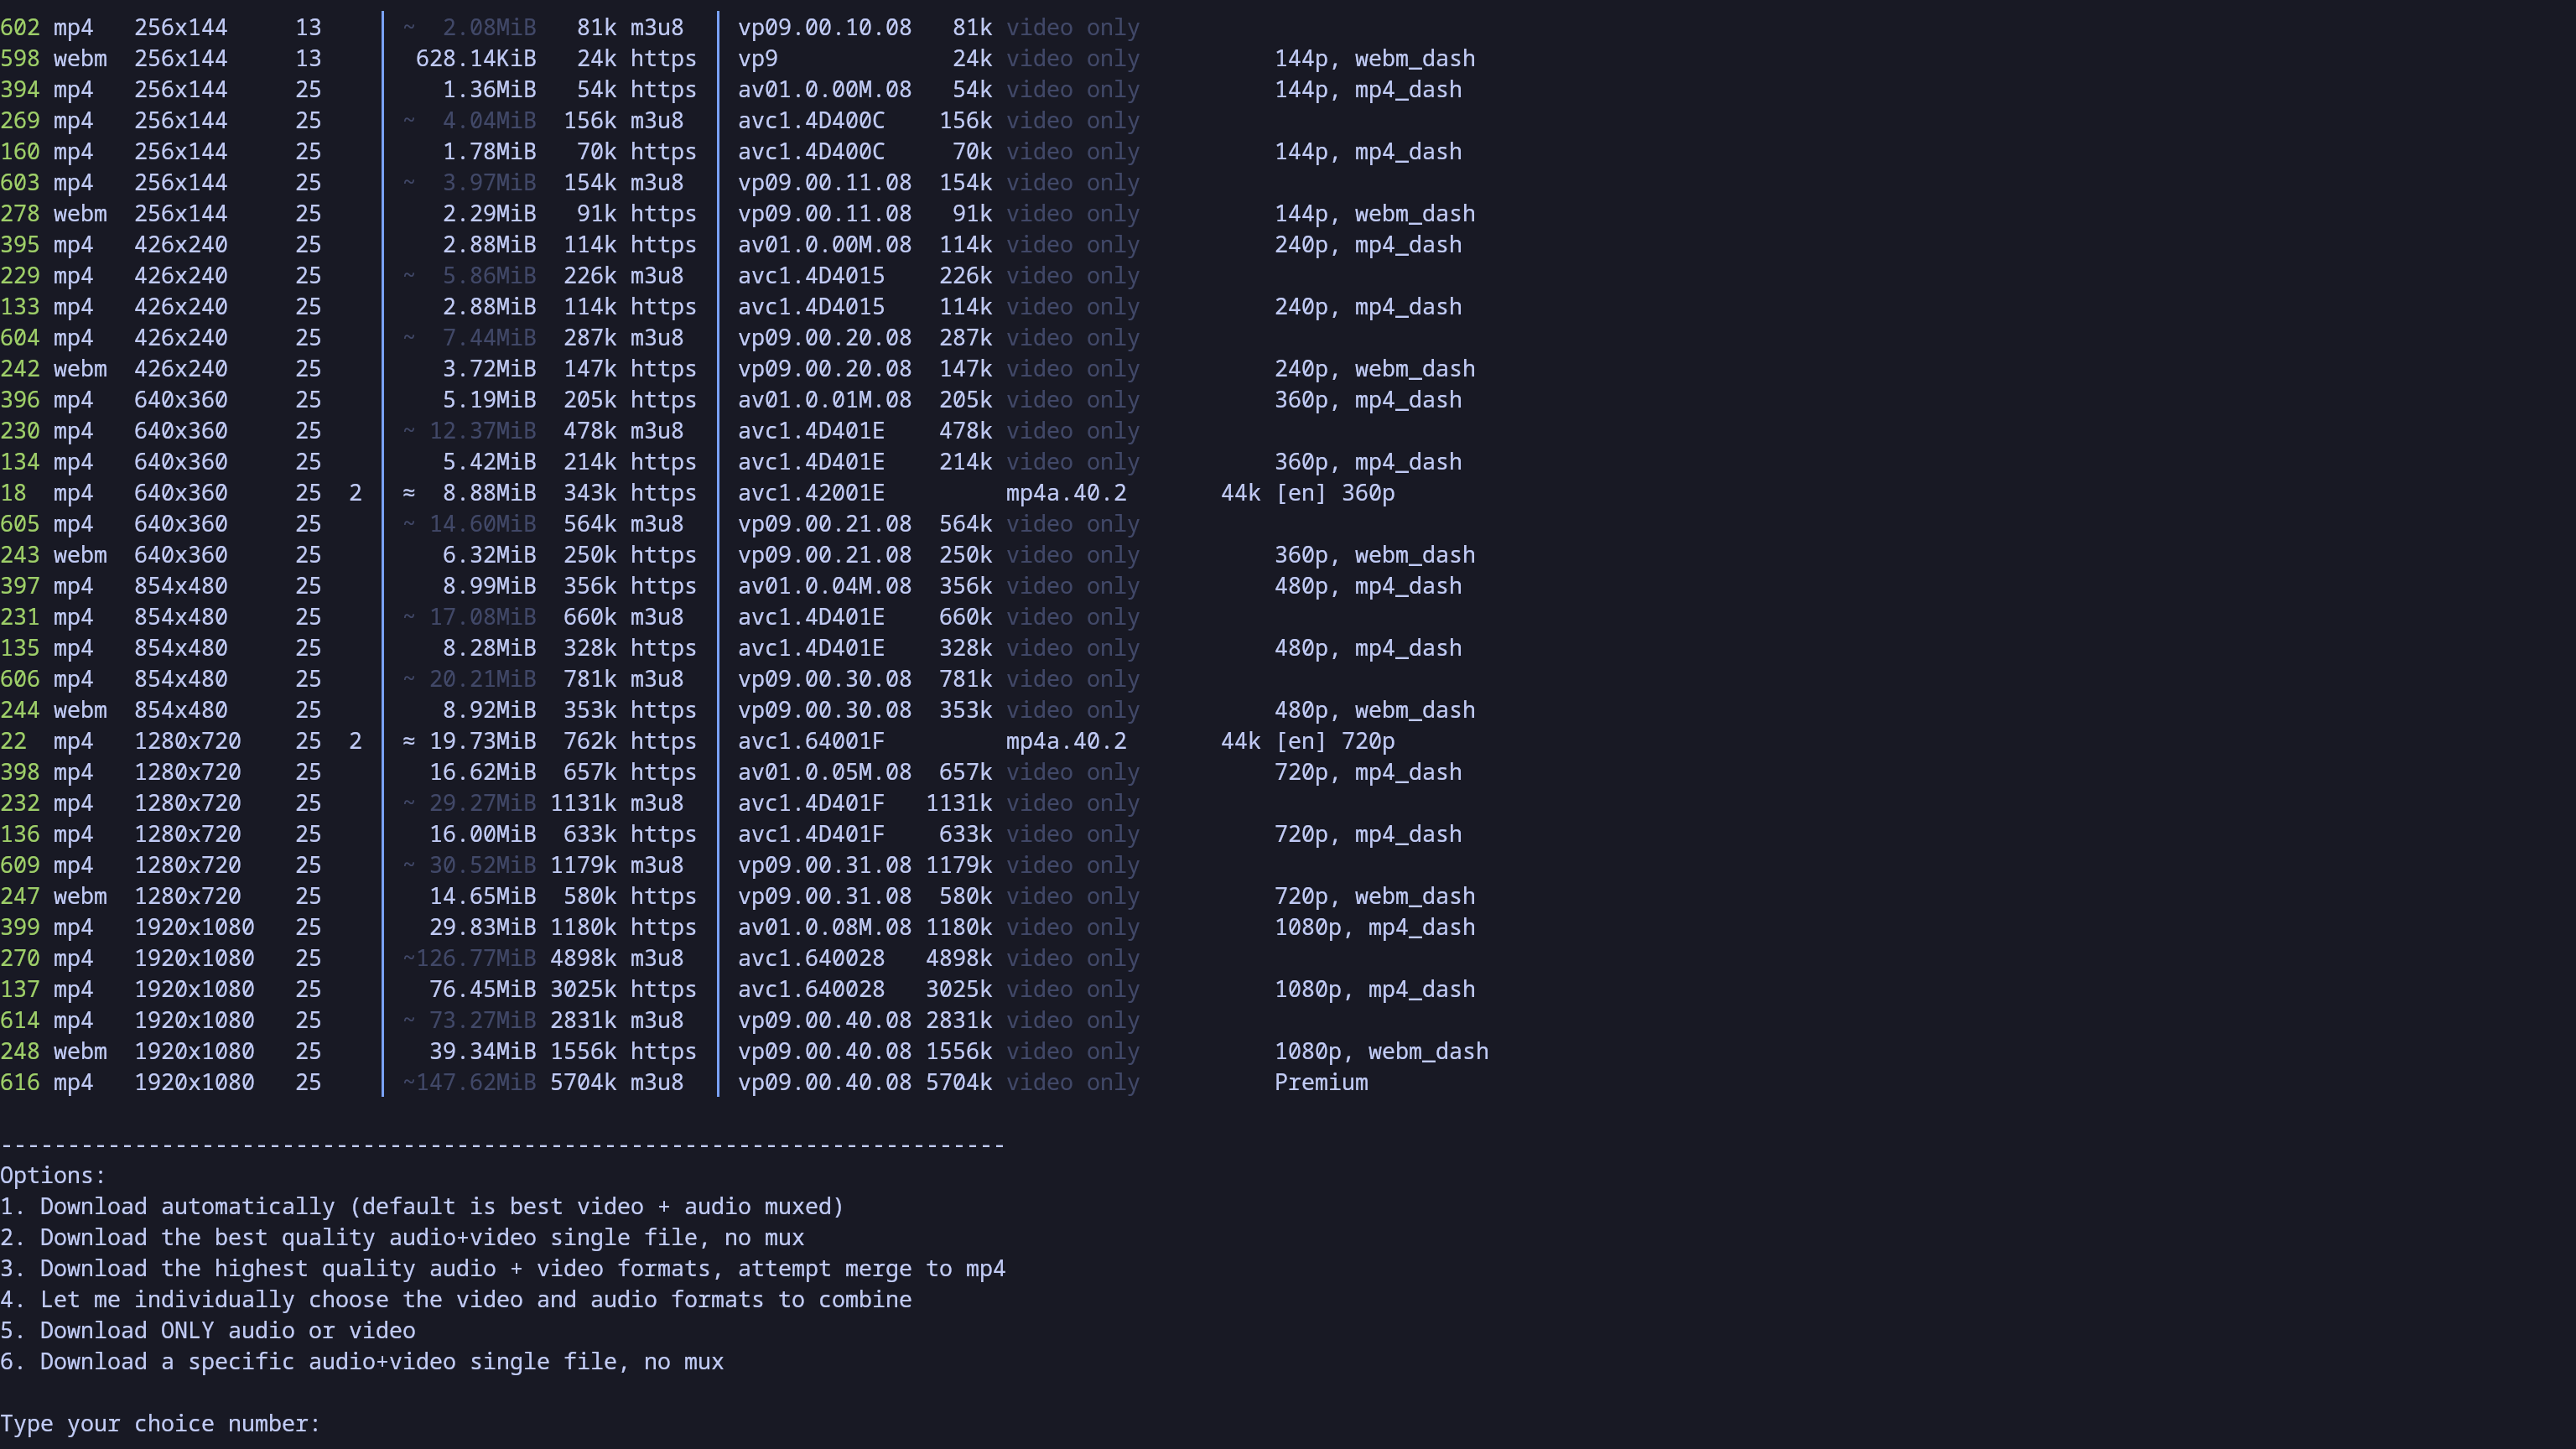 602 mp4 256x144 13 │ ~ 2.08MiB 81k m3u8 │ vp09.00.10.08 81k video only
598 webm 256x144 13 │ 628.14KiB 24k https │ vp9 24k video only 144p, webm_dash
394 mp4 256x144 25 │ 1.36MiB 54k https │ av01.0.00M.08 54k video only 144p, mp4_dash
269 mp4 256x144 25 │ ~ 4.04MiB 156k m3u8 │ avc1.4D400C 156k video only
160 mp4 256x144 25 │ 1.78MiB 70k https │ avc1.4D400C 70k video only 144p, mp4_dash
603 mp4 256x144 25 │ ~ 3.97MiB 154k m3u8 │ vp09.00.11.08 154k video only
278 webm 256x144 25 │ 2.29MiB 91k https │ vp09.00.11.08 91k video only 144p, webm_dash
395 mp4 426x240 25 │ 2.88MiB 114k https │ av01.0.00M.08 114k video only 240p, mp4_dash
229 mp4 426x240 25 │ ~ 5.86MiB 226k m3u8 │ avc1.4D4015 226k video only
133 mp4 426x240 25 │ 2.88MiB 114k https │ avc1.4D4015 114k video only 240p, mp4_dash
604 mp4 426x240 25 │ ~ 7.44MiB 287k m3u8 │ vp09.00.20.08 287k video only
242 webm 426x240 25 │ 3.72MiB 147k https │ vp09.00.20.08 147k video only 240p, webm_dash
396 mp4 640x360 25 │ 5.19MiB 205k https │ av01.0.01M.08 205k video only 360p, mp4_dash
230 mp4 640x360 25 │ ~ 12.37MiB 478k m3u8 │ avc1.4D401E 478k video only
134 mp4 640x360 25 │ 5.42MiB 214k https │ avc1.4D401E 214k video only 360p, mp4_dash
18 mp4 640x360 25 2 │ ≈ 8.88MiB 343k https │ avc1.42001E mp4a.40.2 44k [en] 360p
605 mp4 640x360 25 │ ~ 14.60MiB 564k m3u8 │ vp09.00.21.08 564k video only
243 webm 640x360 25 │ 6.32MiB 250k https │ vp09.00.21.08 250k video only 360p, webm_dash
397 mp4 854x480 25 │ 8.99MiB 356k https │ av01.0.04M.08 356k video only 480p, mp4_dash
231 mp4 854x480 25 │ ~ 17.08MiB 660k m3u8 │ avc1.4D401E 660k video only
135 mp4 854x480 25 │ 8.28MiB 328k https │ avc1.4D401E 328k video only 480p, mp4_dash
606 mp4 854x480 25 │ ~ 20.21MiB 781k m3u8 │ vp09.00.30.08 781k video only
244 webm 854x480 25 │ 8.92MiB 353k https │ vp09.00.30.08 353k video only 480p, webm_dash
22 mp4 1280x720 25 2 │ ≈ 19.73MiB 762k https │ avc1.64001F mp4a.40.2 44k [en] 720p
398 mp4 1280x720 25 │ 16.62MiB 657k https │ av01.0.05M.08 657k video only 720p, mp4_dash
232 mp4 1280x720 25 │ ~ 29.27MiB 1131k m3u8 │ avc1.4D401F 1131k video only
136 mp4 1280x720 25 │ 16.00MiB 633k https │ avc1.4D401F 633k video only 720p, mp4_dash
609 mp4 1280x720 25 │ ~ 30.52MiB 1179k m3u8 │ vp09.00.31.08 1179k video only
247 webm 1280x720 25 │ 14.65MiB 580k https │ vp09.00.31.08 580k video only 720p, webm_dash
399 mp4 1920x1080 25 │ 29.83MiB 1180k https │ av01.0.08M.08 1180k video only 1080p, mp4_dash
270 mp4 1920x1080 25 │ ~126.77MiB 4898k m3u8 │ avc1.640028 4898k video only
137 mp4 1920x1080 25 │ 76.45MiB 3025k https │ avc1.640028 3025k video only 1080p, mp4_dash
614 mp4 1920x1080 25 │ ~ 73.27MiB 2831k m3u8 │ vp09.00.40.08 2831k video only
248 webm 1920x1080 25 │ 39.34MiB 1556k https │ vp09.00.40.08 1556k video only 1080p, webm_dash
616 mp4 1920x1080 25 │ ~147.62MiB 5704k m3u8 │ vp09.00.40.08 5704k video only Premium
---------------------------------------------------------------------------
Options:
1. Download automatically (default is best video + audio muxed)
2. Download the best quality audio+video single file, no mux
3. Download the highest quality audio + video formats, attempt merge to mp4
4. Let me individually choose the video and audio formats to combine
5. Download ONLY audio or video
6. Download a specific audio+video single file, no mux
Type your choice number: